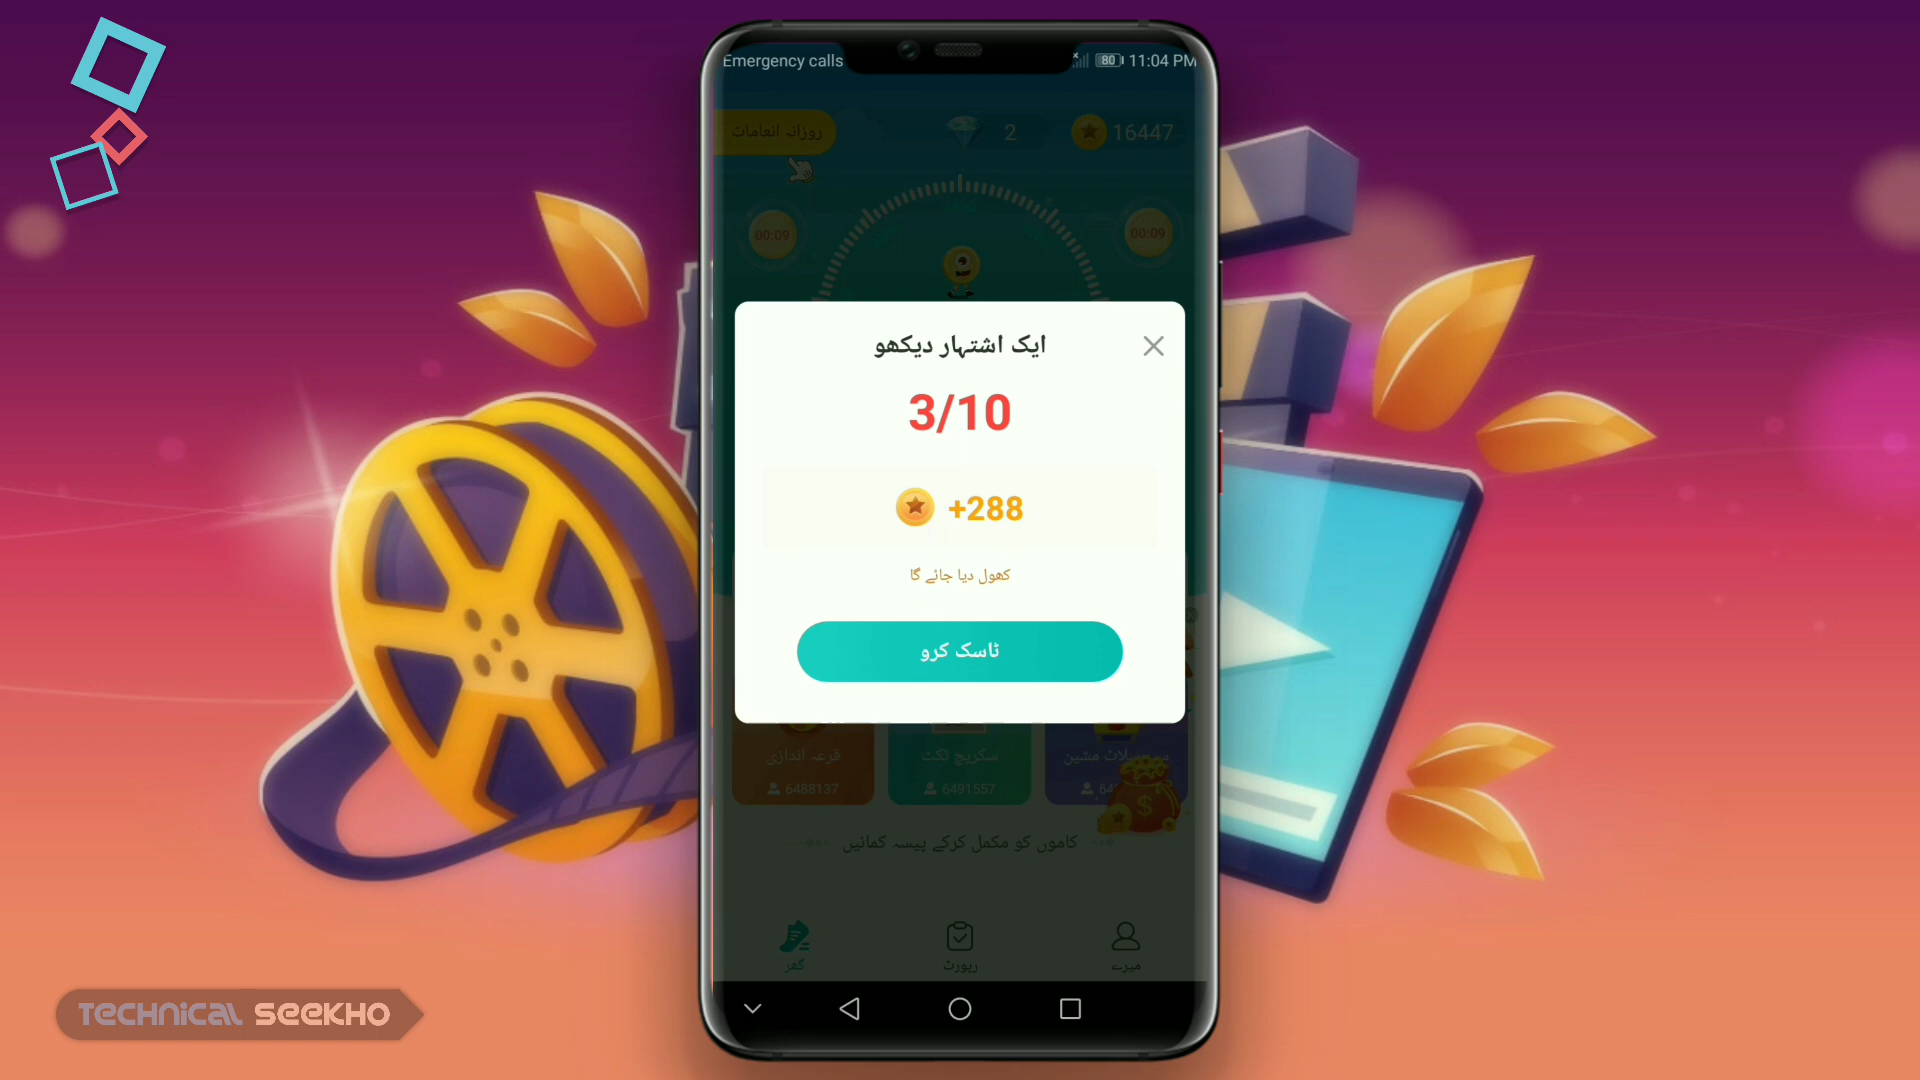 Emergency calls
80 11:04 PM
روزانہ انعامات
2
16447
00:09
00:09
ایک اشتہار دیکھو
3/10
+288
کھول دیا جائے گا
ٹاسک کرو
قرعہ اندازی
سکریچ ٹکٹ
سلاٹ مشین
6488137
6491557
کاموں کو مکمل کرکے پیسہ کمائیں
گھر
رپورٹ
میرے
TECHNICAL SEEKHO